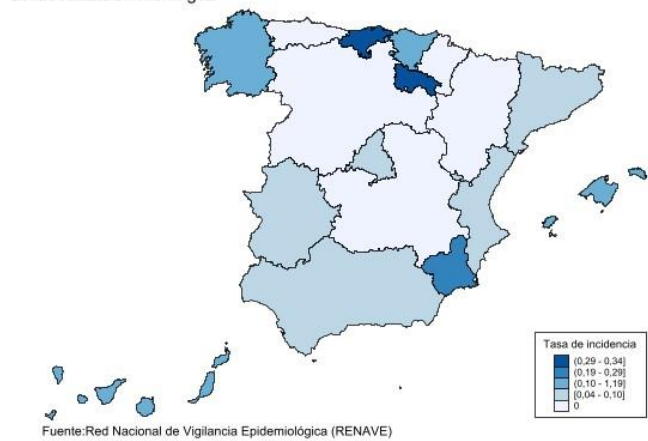 Tasa de incidencia
(0,29 - 0,34]
(0,19 - 0,29]
(0,10 - 1,19]
[0,04 - 0,10]
0
Fuente:Red Nacional de Vigilancia Epidemiológica (RENAVE)